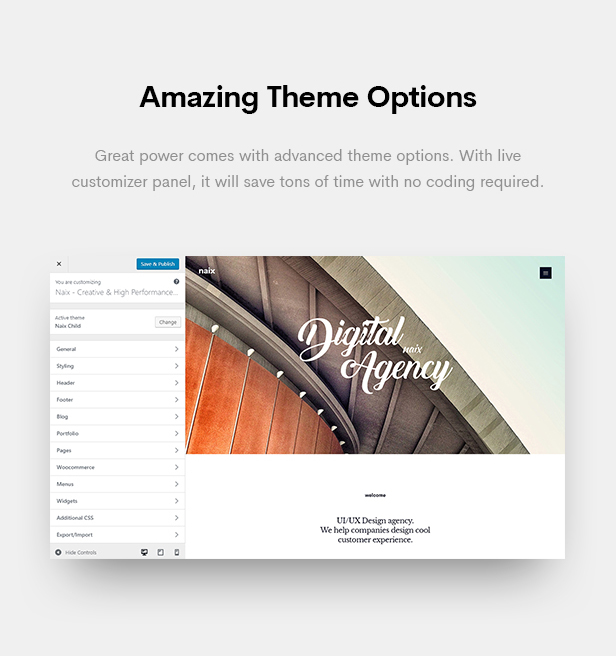 Amazing Theme Options
Great power comes with advanced theme options. With live
customizer panel, it will save tons of time with no coding required.
Save & Publish
You are customizing
Naix - Creative & High Performance...
Active theme
Naix Child
Change
General
Styling
Header
Footer
Blog
Portfolio
Pages
Woocommerce
Menus
Widgets
Additional CSS
Export/Import
Hide Controls
naix
Digital
naix
Agency
welcome
UI/UX Design agency.
We help companies design cool
customer experience.